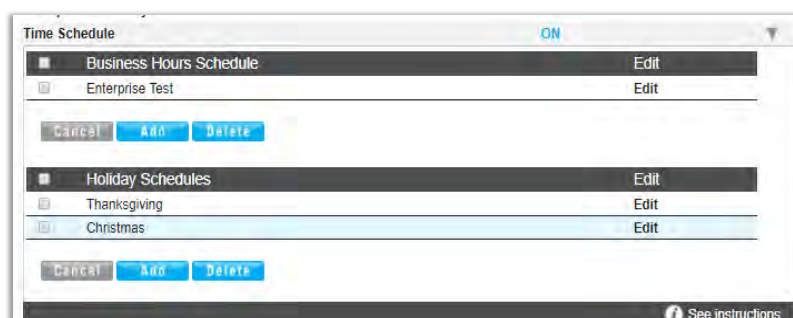 Time Schedule ON
Business Hours Schedule Edit
Enterprise Test Edit
Cancel Add Delete
Holiday Schedules Edit
Thanksgiving Edit
Christmas Edit
Cancel Add Delete
See instructions